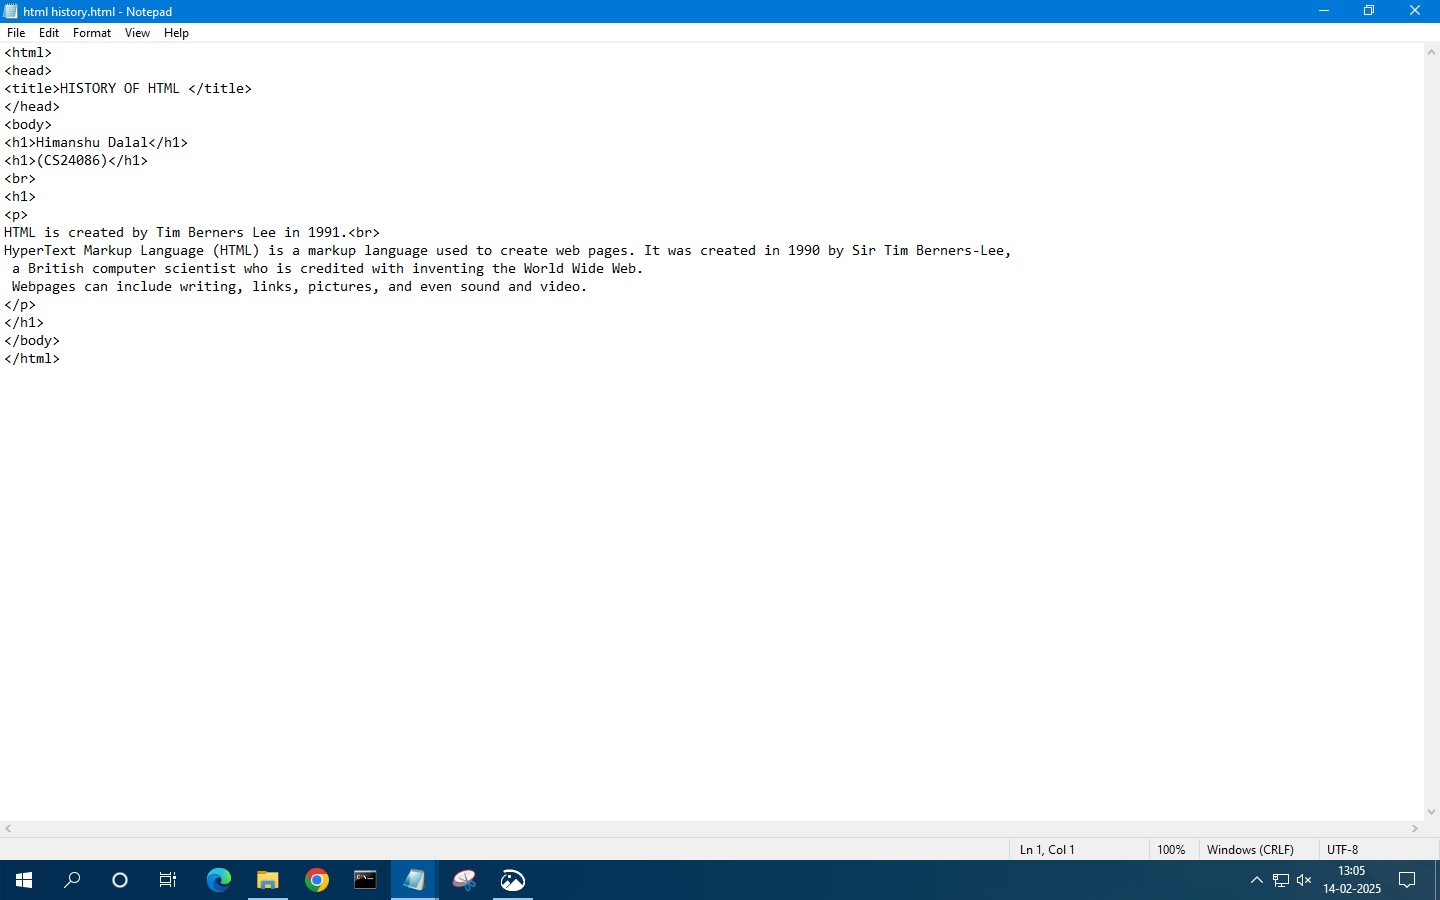 html history.html - Notepad
File Edit Format View Help
<html>
<head>
<title>HISTORY OF HTML </title>
</head>
<body>
<h1>Himanshu Dalal</h1>
<h1>(CS24086)</h1>
<br>
<h1>
<p>
HTML is created by Tim Berners Lee in 1991.<br>
HyperText Markup Language (HTML) is a markup language used to create web pages. It was created in 1990 by Sir Tim Berners-Lee,
 a British computer scientist who is credited with inventing the World Wide Web.
 Webpages can include writing, links, pictures, and even sound and video.
</p>
</h1>
</body>
</html>
Ln 1, Col 1 100% Windows (CRLF) UTF-8
13:05
14-02-2025